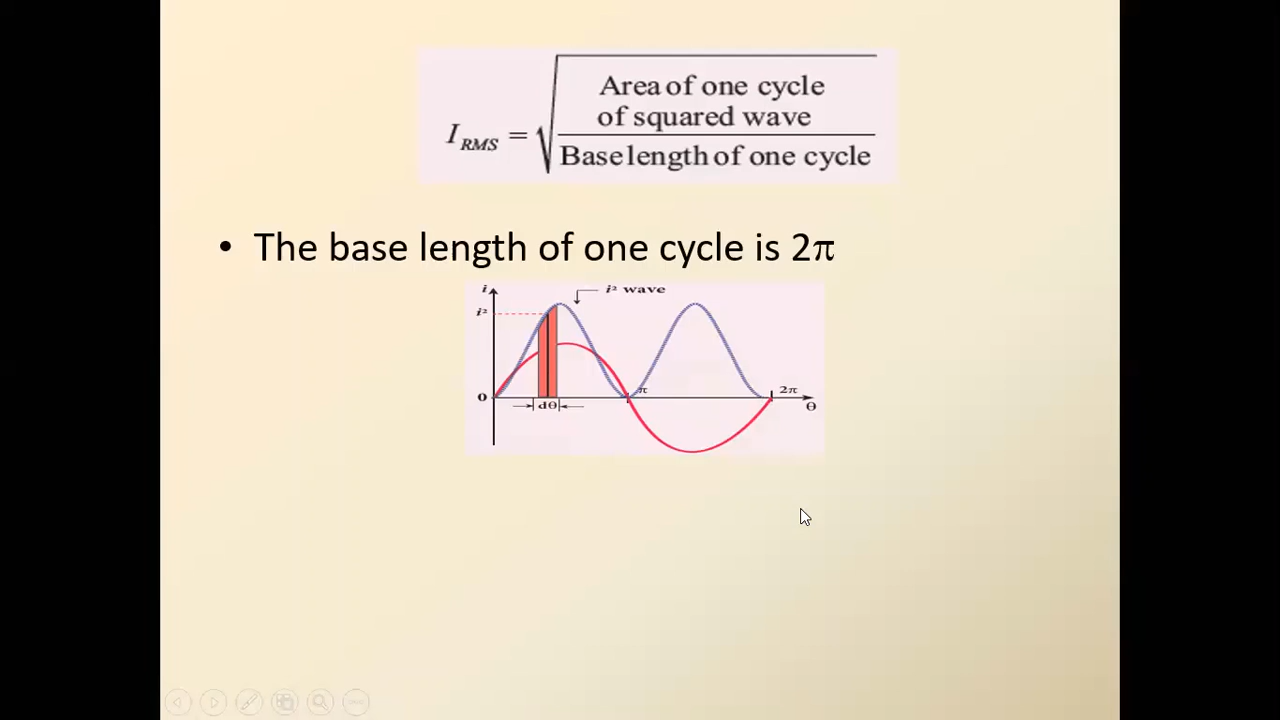 I_RMS = √
Area of one cycle
of squared wave
Base length of one cycle
• The base length of one cycle is 2π
i
i² wave
i²
0
dθ
π
2π
θ